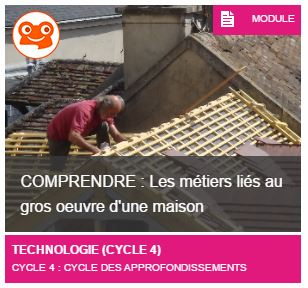 MODULE
COMPRENDRE : Les métiers liés au
gros oeuvre d'une maison
TECHNOLOGIE (CYCLE 4)
CYCLE 4 : CYCLE DES APPROFONDISSEMENTS